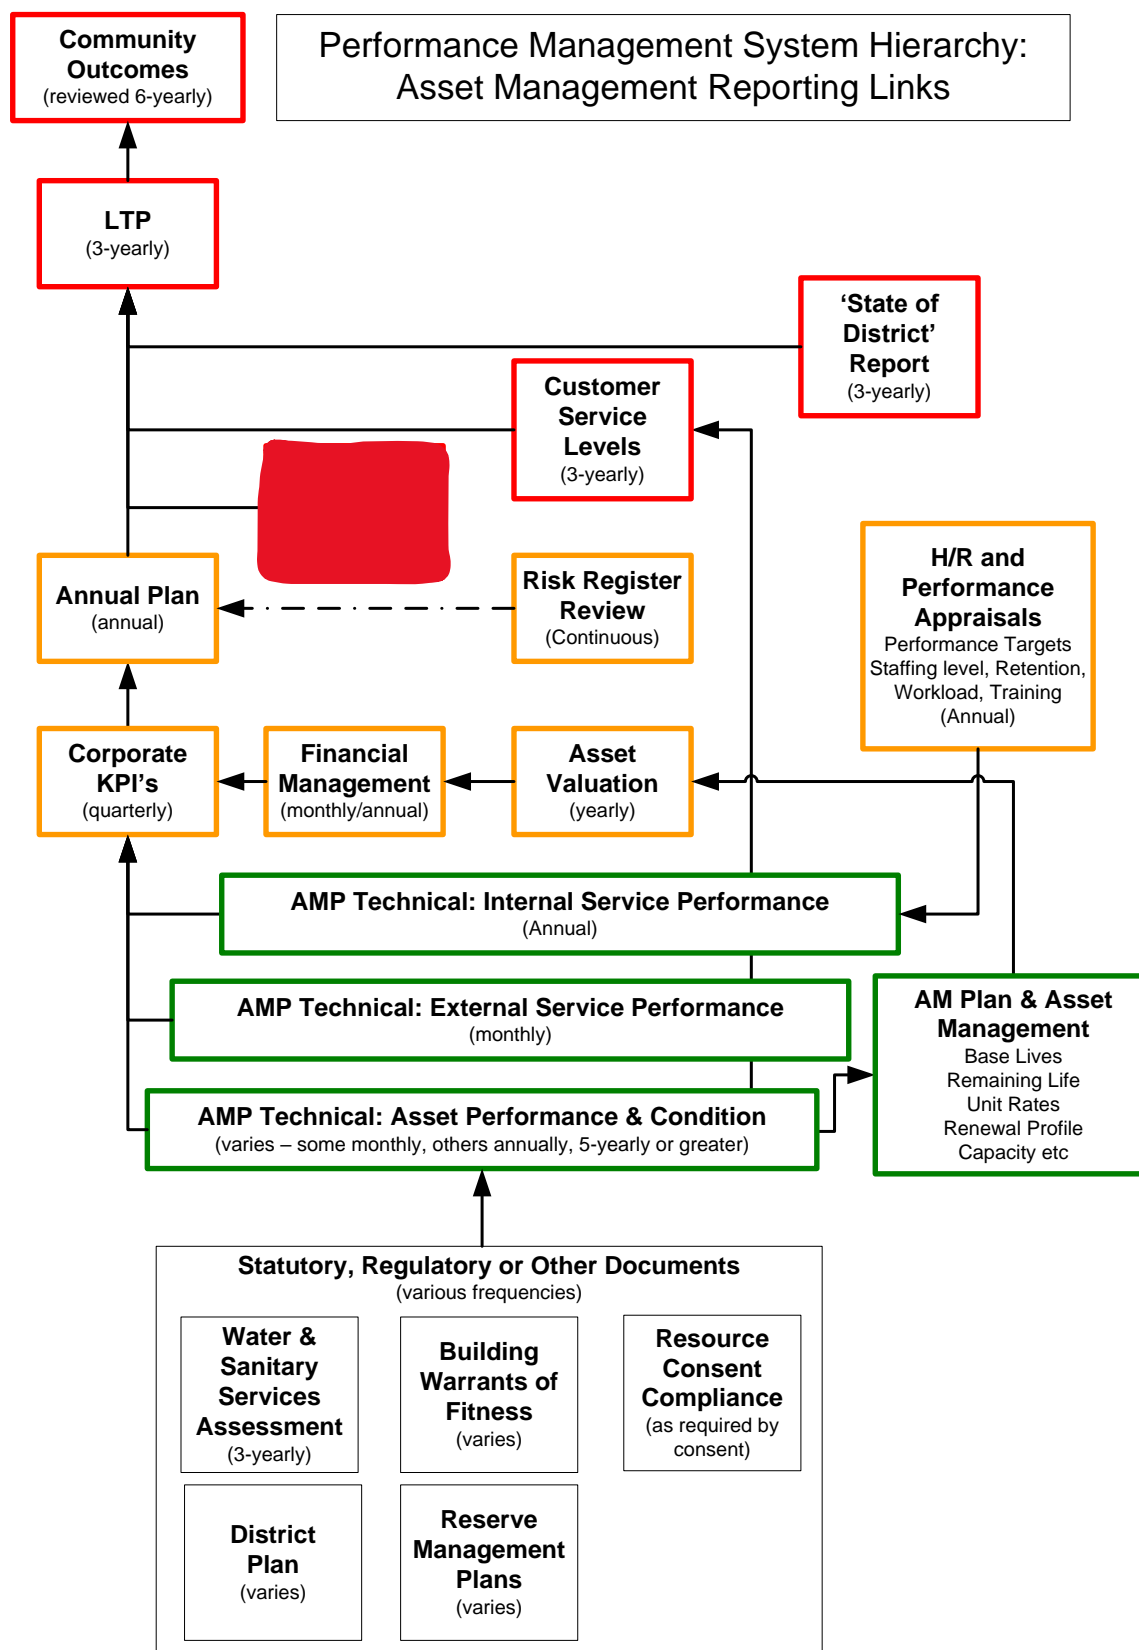 Performance Management System Hierarchy:
Asset Management Reporting Links
Community
Outcomes
(reviewed 6-yearly)
LTP
(3-yearly)
‘State of
District’
Report
(3-yearly)
Customer
Service
Levels
(3-yearly)
Annual Plan
(annual)
Risk Register
Review
(Continuous)
H/R and
Performance
Appraisals
Performance Targets
Staffing level, Retention,
Workload, Training
(Annual)
Corporate
KPI's
(quarterly)
Financial
Management
(monthly/annual)
Asset
Valuation
(yearly)
AMP Technical: Internal Service Performance
(Annual)
AMP Technical: External Service Performance
(monthly)
AM Plan & Asset
Management
Base Lives
Remaining Life
Unit Rates
Renewal Profile
Capacity etc
AMP Technical: Asset Performance & Condition
(varies – some monthly, others annually, 5-yearly or greater)
Statutory, Regulatory or Other Documents
(various frequencies)
Water &
Sanitary
Services
Assessment
(3-yearly)
Building
Warrants of
Fitness
(varies)
Resource
Consent
Compliance
(as required by
consent)
District
Plan
(varies)
Reserve
Management
Plans
(varies)